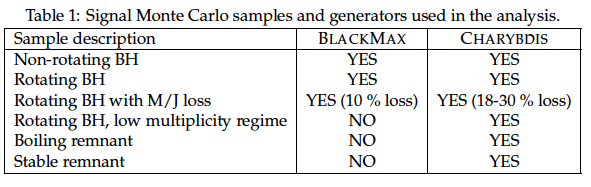 Table 1: Signal Monte Carlo samples and generators used in the analysis.
Sample description BLACKMAX CHARYBDIS
Non-rotating BH YES YES
Rotating BH YES YES
Rotating BH with M/J loss YES (10 % loss) YES (18-30 % loss)
Rotating BH, low multiplicity regime NO YES
Boiling remnant NO YES
Stable remnant NO YES